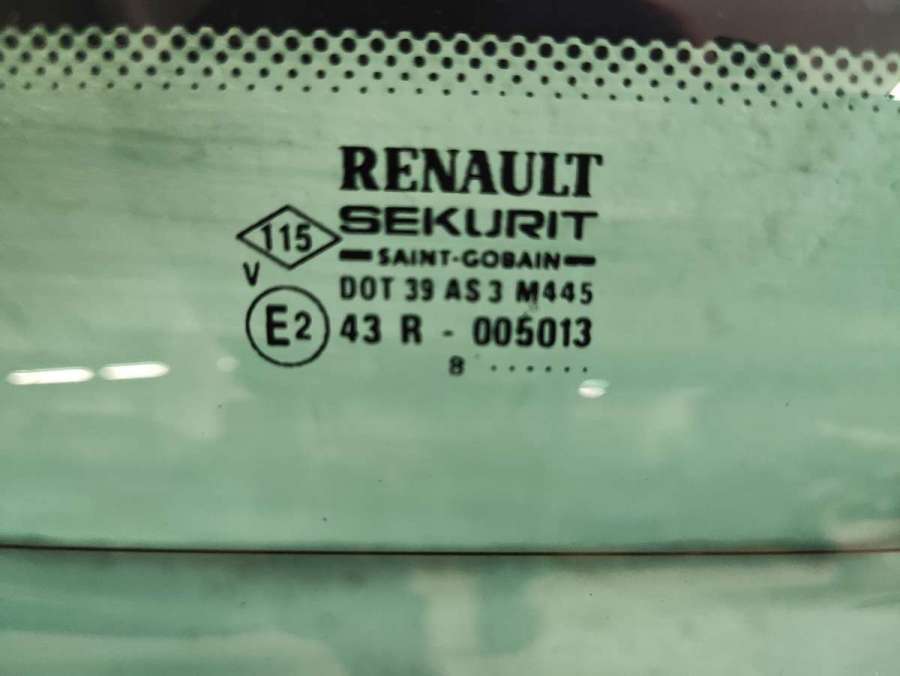 RENAULT
SEKURIT
115
SAINT-GOBAIN
V
DOT 39 AS 3 M445
E2 43 R - 005013
8 ......